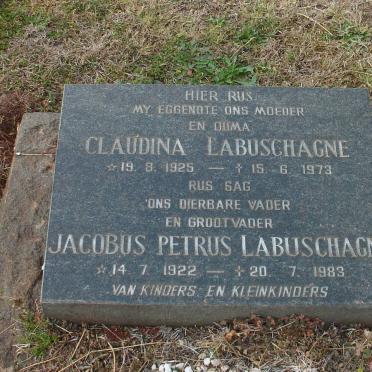 HIER RUS
MY EGGENOTE ONS MOEDER
EN OUMA
CLAUDINA LABUSCHAGNE
☆ 19. 8. 1925 — ✝ 15. 6. 1973
RUS SAG
ONS DIERBARE VADER
EN GROOTVADER
JACOBUS PETRUS LABUSCHAGN
☆ 14. 7. 1922 — ✝ 20. 7. 1983
VAN KINDERS EN KLEINKINDERS